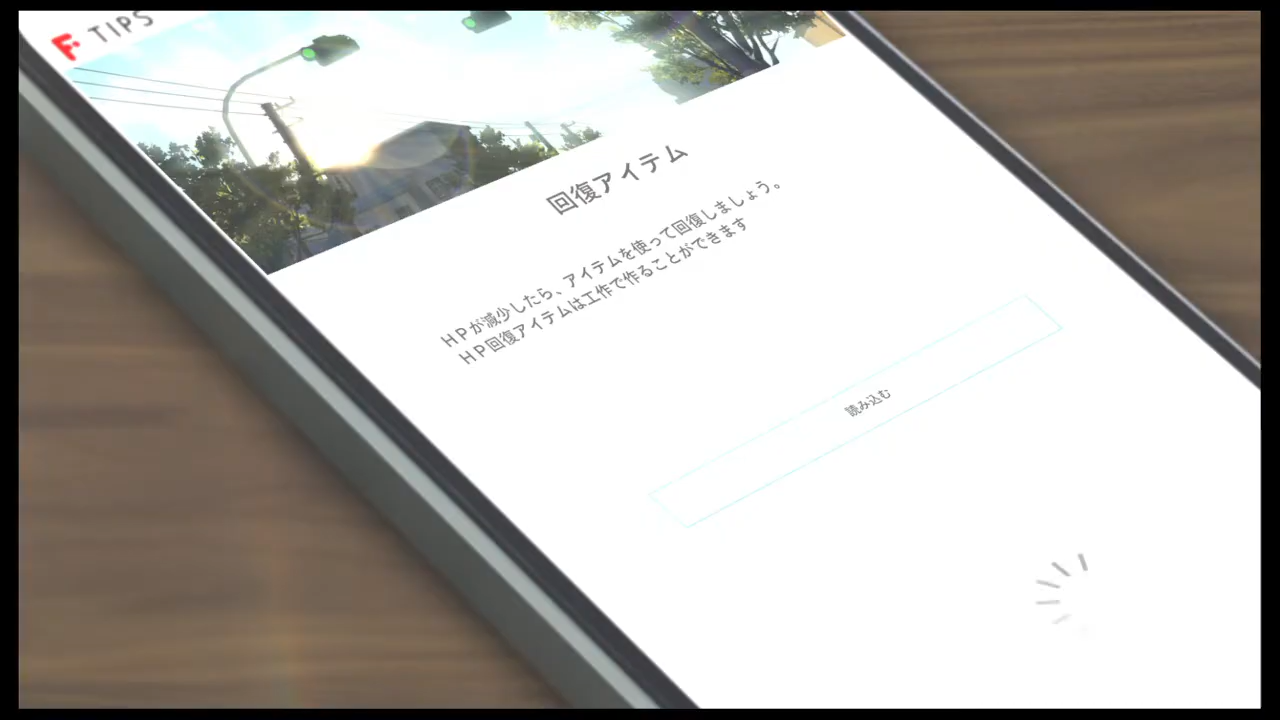 TIPS
回復アイテム
ＨＰが減少したら、アイテムを使って回復しましょう。
ＨＰ回復アイテムは工作で作ることができます
読み込む